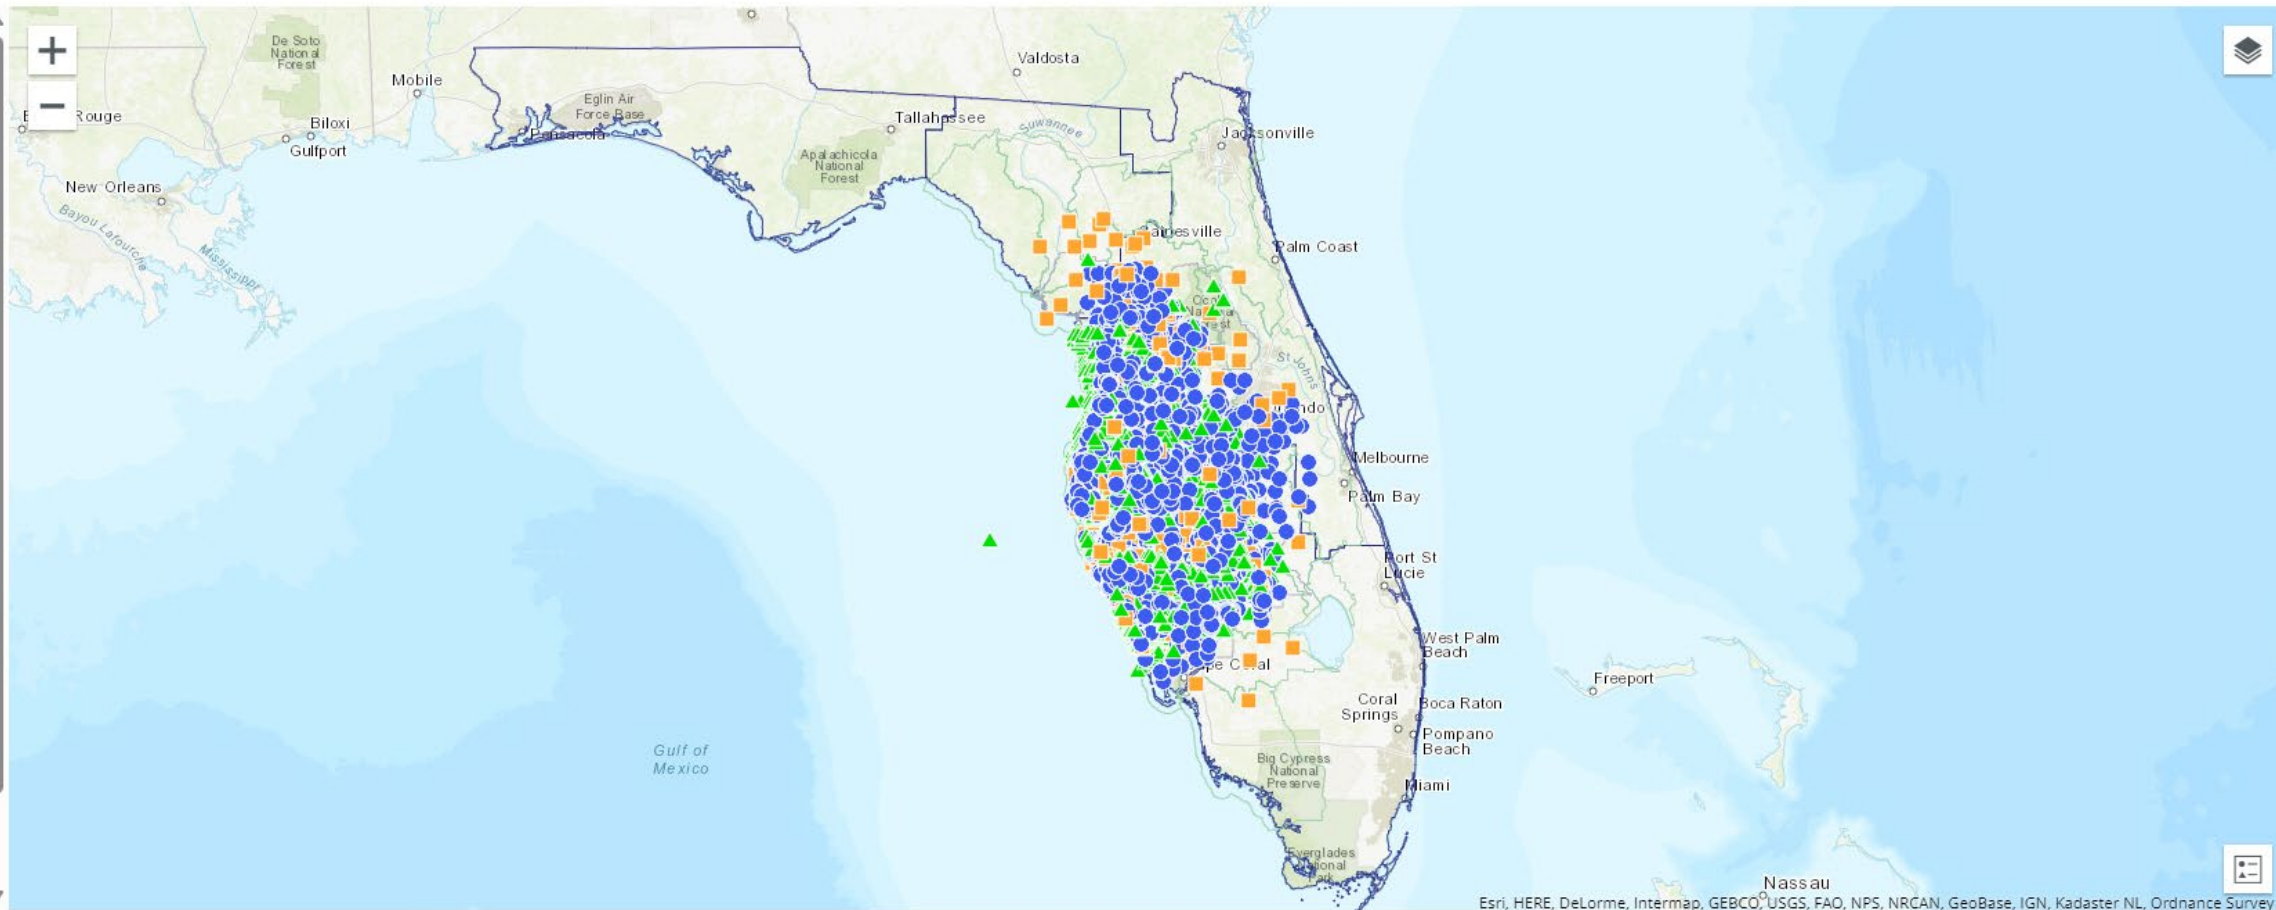 De Soto
National
Forest
Valdosta
Mobile
Eglin Air
Force Base
Rouge
Biloxi
Tallahassee
Suwannee
Pensacola
Jacksonville
Gulfport
Apalachicola
National
Forest
New Orleans
Bayou Lafourche
Mississippi
Gainesville
Palm Coast
St Johns
Melbourne
Palm Bay
Port St
Lucie
West Palm
Beach
Freeport
Coral
Springs
Boca Raton
Pompano
Beach
Gulf of
Mexico
Big Cypress
National
Preserve
Miami
Everglades
National
Park
Nassau
Esri, HERE, DeLorme, Intermap, GEBCO, USGS, FAO, NPS, NRCAN, GeoBase, IGN, Kadaster NL, Ordnance Survey